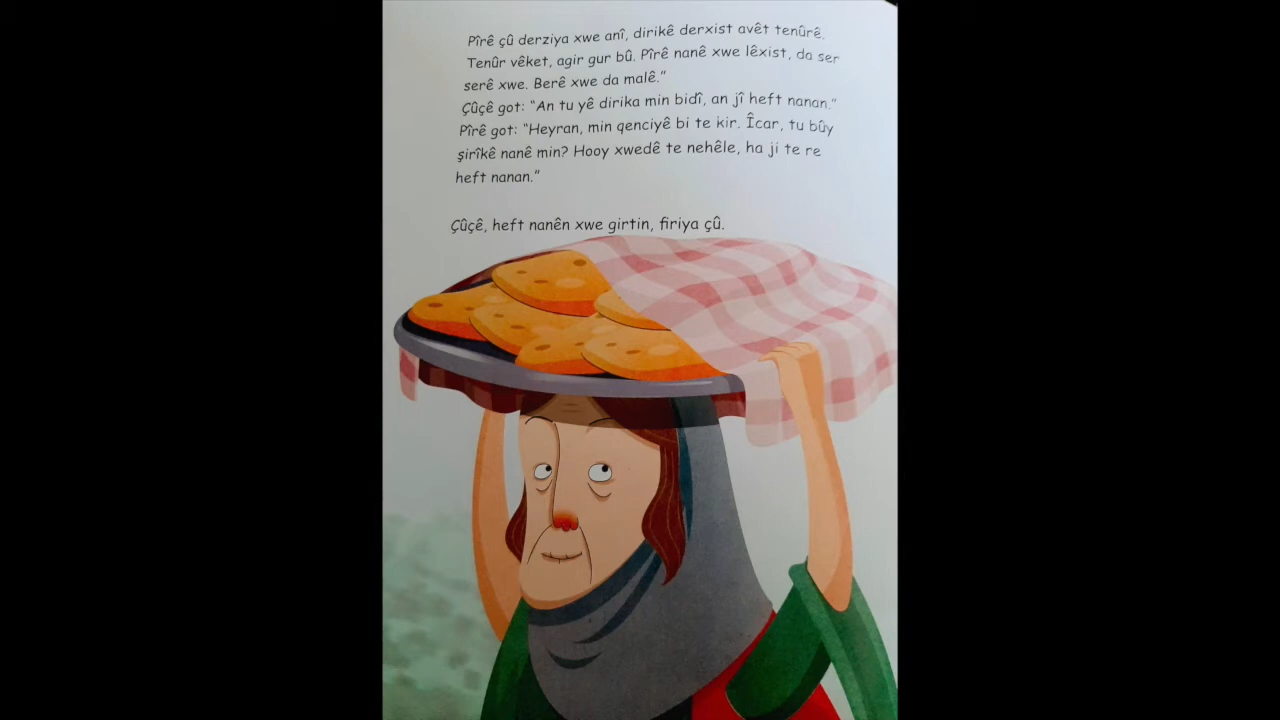 Pîrê çû derziya xwe anî, dirikê derxist avêt tenûrê.
Tenûr vêket, agir gur bû. Pîrê nanê xwe lêxist, da ser
serê xwe. Berê xwe da malê.”
Çûçê got: “An tu yê dirika min bidî, an jî heft nanan.”
Pîrê got: “Heyran, min qenciyê bi te kir. Îcar, tu bûy
şirîkê nanê min? Hooy xwedê te nehêle, ha ji te re
heft nanan.”
Çûçê, heft nanên xwe girtin, firiya çû.